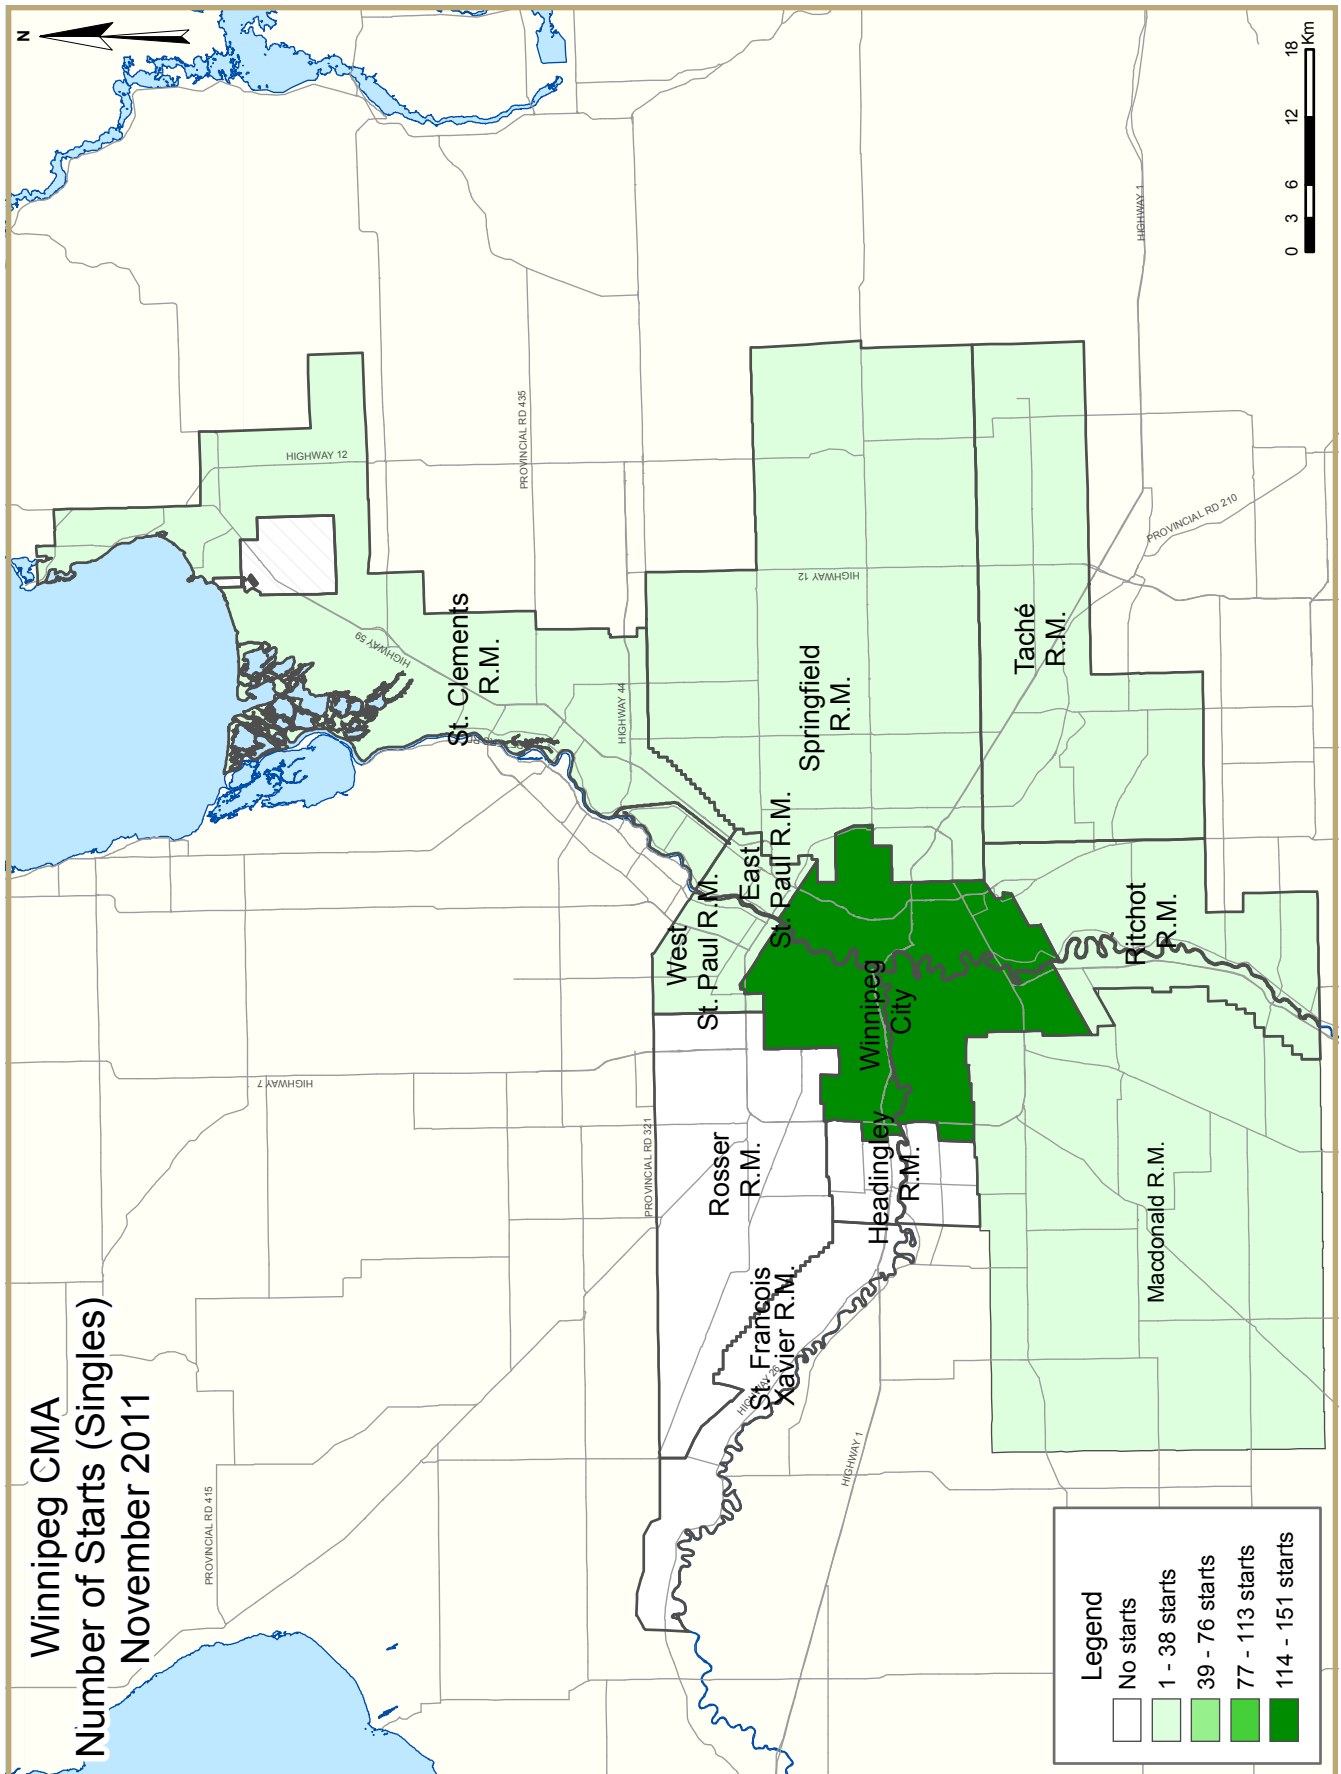 Winnipeg CMA
Number of Starts (Singles)
November 2011
N
PROVINCIAL RD 415
HIGHWAY 7
PROVINCIAL RD 321
HIGHWAY 12
PROVINCIAL RD 435
HIGHWAY 59
HIGHWAY 44
St. Clements
R.M.
West
St. Paul R.M.
East
St. Paul R.M.
Springfield
R.M.
HIGHWAY 12
Rosser
R.M.
St. Francois
Xavier R.M.
HIGHWAY 26
HIGHWAY 1
Headingley
R.M.
Winnipeg
City
Taché
R.M.
Ritchot
R.M.
Macdonald R.M.
HIGHWAY 1
PROVINCIAL RD 210
Legend
No starts
1 - 38 starts
39 - 76 starts
77 - 113 starts
114 - 151 starts
0 3 6 12 18
Km